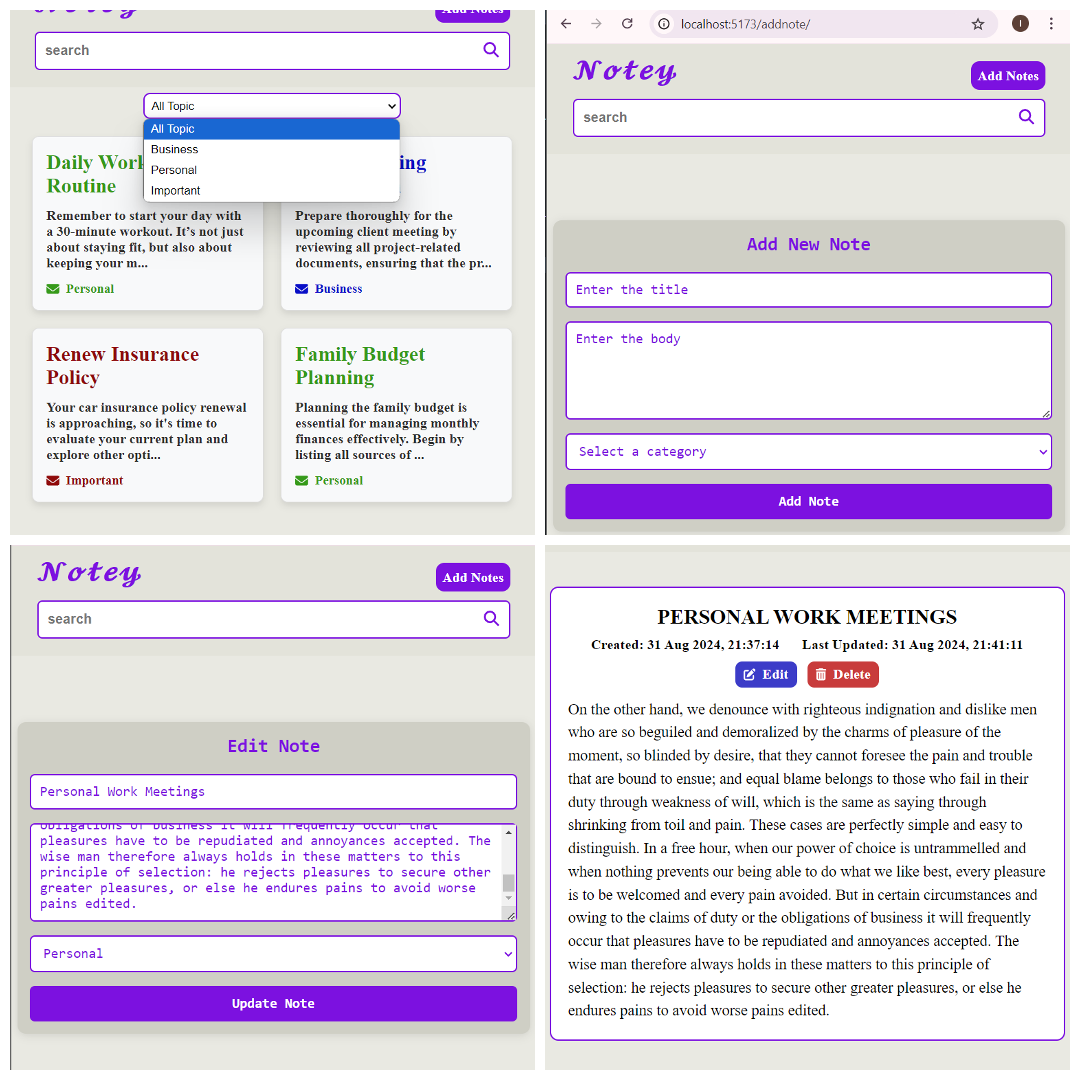 Notey
Add Notes
search
All Topic
All Topic
Business
Personal
Important
Daily Work
Routine
Remember to start your day with
a 30-minute workout. It’s not just
about staying fit, but also about
keeping your m...
Personal
ing
Prepare thoroughly for the
upcoming client meeting by
reviewing all project-related
documents, ensuring that the pr...
Business
Renew Insurance
Policy
Your car insurance policy renewal
is approaching, so it's time to
evaluate your current plan and
explore other opti...
Important
Family Budget
Planning
Planning the family budget is
essential for managing monthly
finances effectively. Begin by
listing all sources of ...
Personal
localhost:5173/addnote/
I
Notey
Add Notes
search
Add New Note
Enter the title
Enter the body
Select a category
Add Note
Notey
Add Notes
search
Edit Note
Personal Work Meetings
obligations of business it will frequently occur that
pleasures have to be repudiated and annoyances accepted. The
wise man therefore always holds in these matters to this
principle of selection: he rejects pleasures to secure other
greater pleasures, or else he endures pains to avoid worse
pains edited.
Personal
Update Note
PERSONAL WORK MEETINGS
Created: 31 Aug 2024, 21:37:14 Last Updated: 31 Aug 2024, 21:41:11
Edit Delete
On the other hand, we denounce with righteous indignation and dislike men
who are so beguiled and demoralized by the charms of pleasure of the
moment, so blinded by desire, that they cannot foresee the pain and trouble
that are bound to ensue; and equal blame belongs to those who fail in their
duty through weakness of will, which is the same as saying through
shrinking from toil and pain. These cases are perfectly simple and easy to
distinguish. In a free hour, when our power of choice is untrammelled and
when nothing prevents our being able to do what we like best, every pleasure
is to be welcomed and every pain avoided. But in certain circumstances and
owing to the claims of duty or the obligations of business it will frequently
occur that pleasures have to be repudiated and annoyances accepted. The
wise man therefore always holds in these matters to this principle of
selection: he rejects pleasures to secure other greater pleasures, or else he
endures pains to avoid worse pains edited.